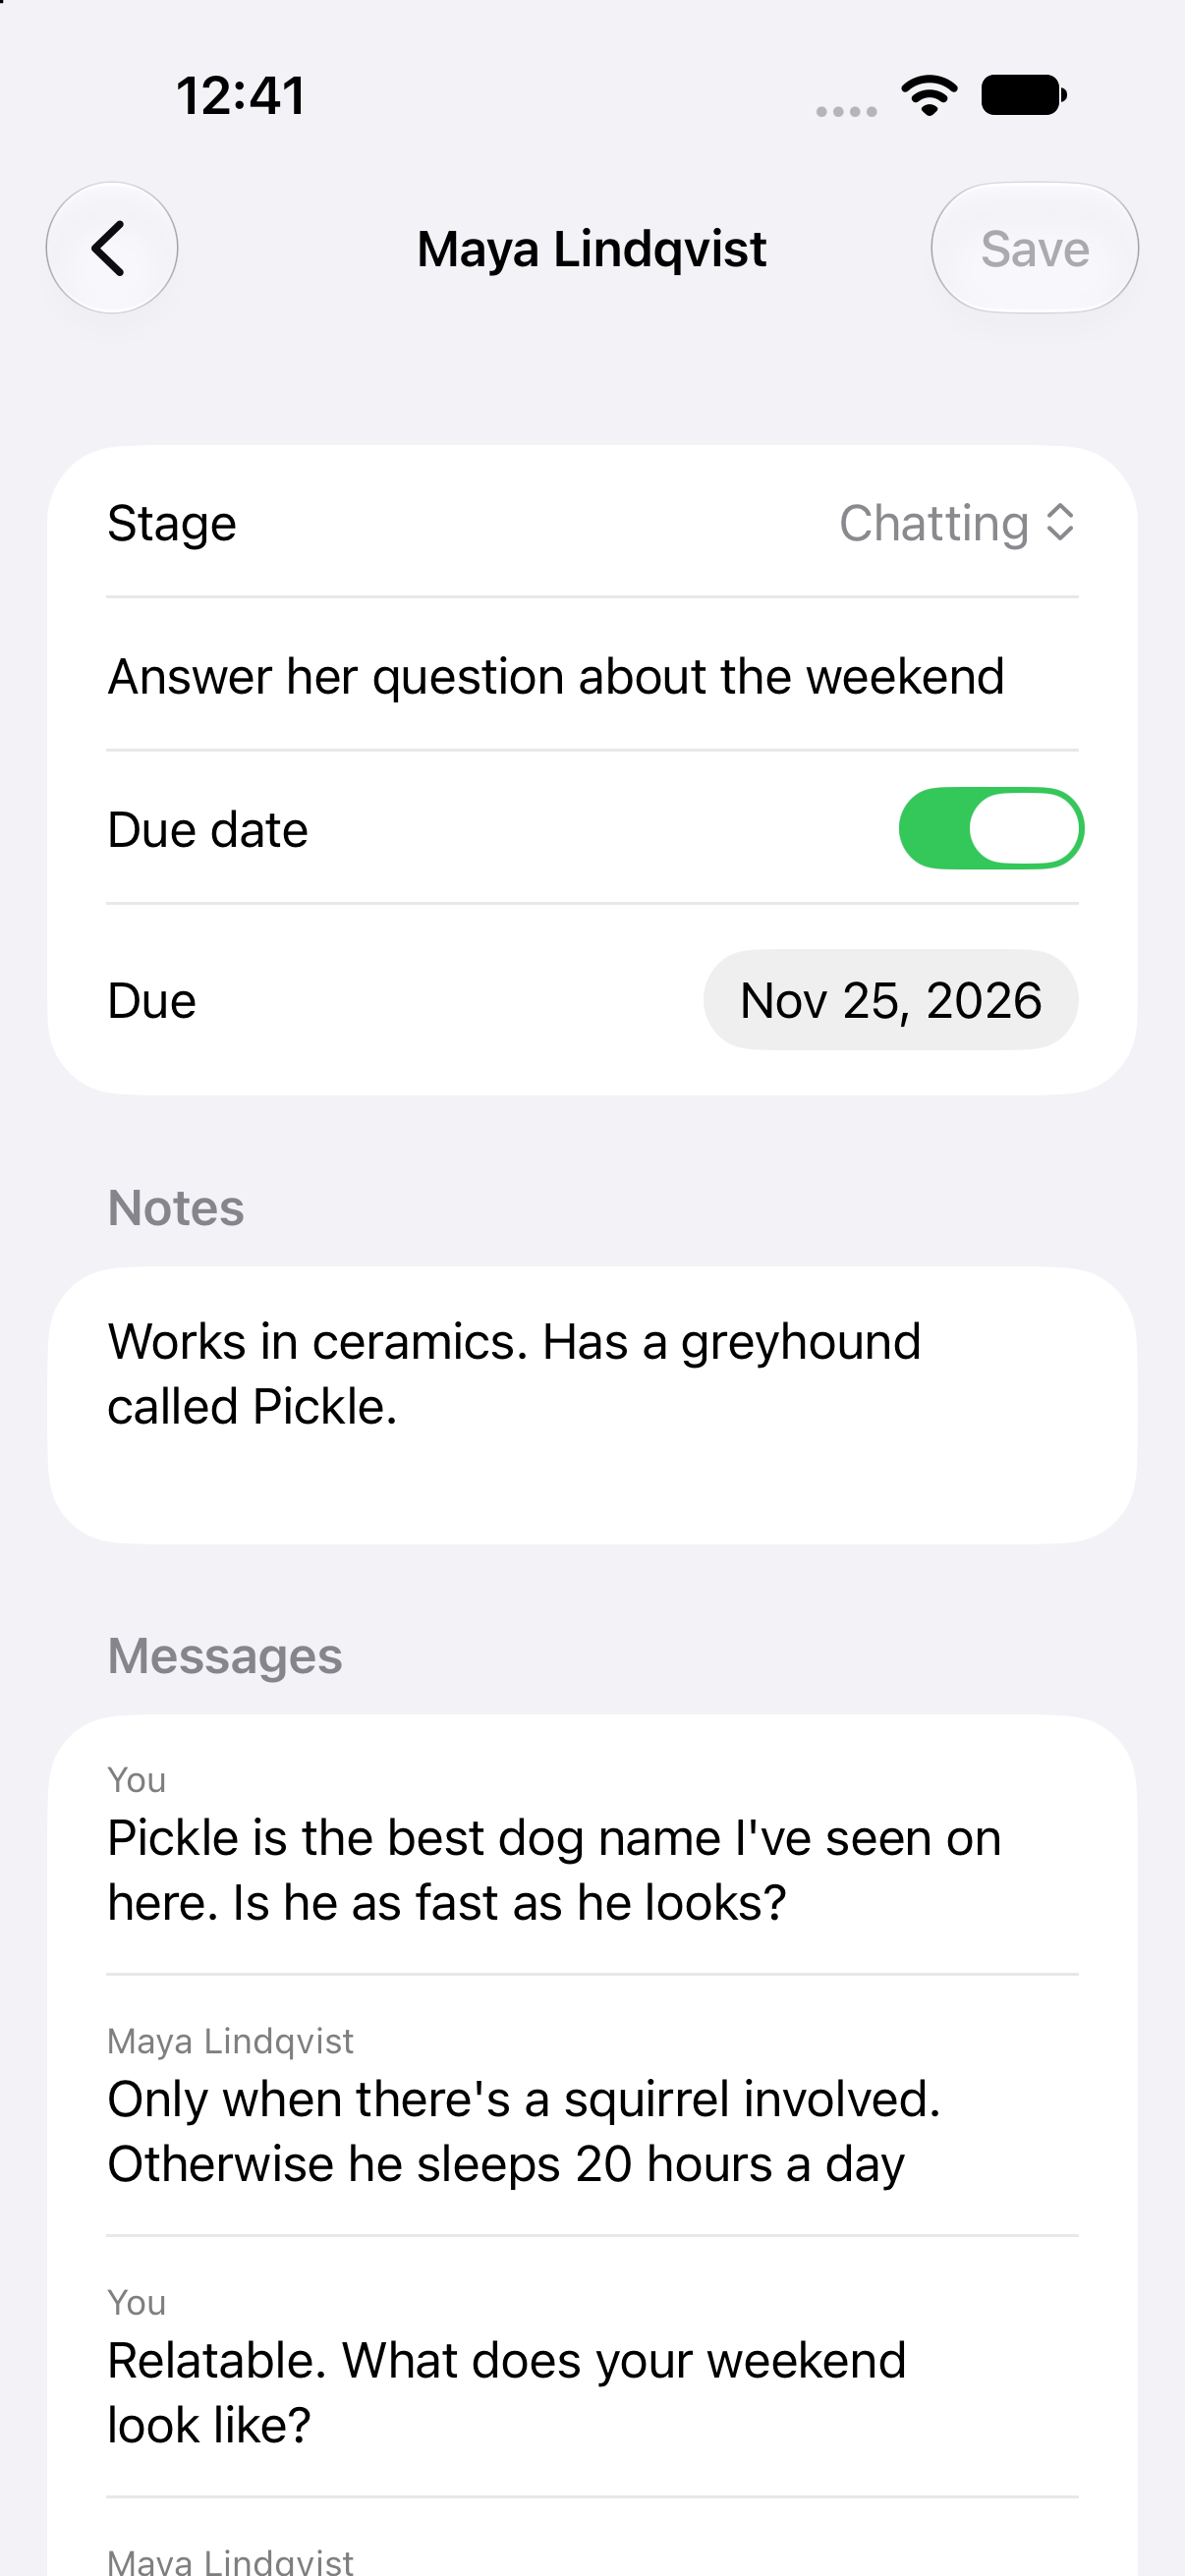 12:41
Maya Lindqvist
Save
Stage
Chatting
Answer her question about the weekend
Due date
Due
Nov 25, 2026
Notes
Works in ceramics. Has a greyhound
called Pickle.
Messages
You
Pickle is the best dog name I've seen on
here. Is he as fast as he looks?
Maya Lindqvist
Only when there's a squirrel involved.
Otherwise he sleeps 20 hours a day
You
Relatable. What does your weekend
look like?
Maya Lindqvist